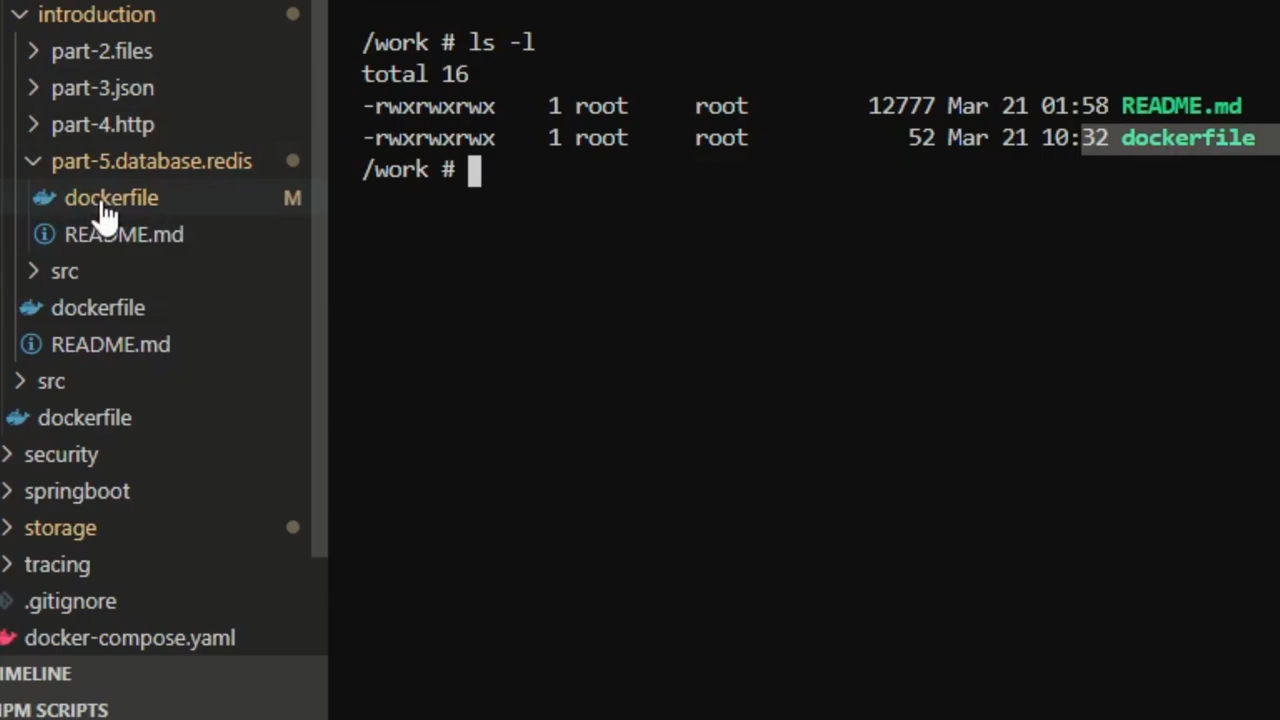 introduction
part-2.files
part-3.json
part-4.http
part-5.database.redis
dockerfile M
README.md
src
dockerfile
README.md
src
dockerfile
security
springboot
storage
tracing
.gitignore
docker-compose.yaml
IMELINE
PM SCRIPTS
/work # ls -l
total 16
-rwxrwxrwx 1 root root 12777 Mar 21 01:58 README.md
-rwxrwxrwx 1 root root 52 Mar 21 10:32 dockerfile
/work #